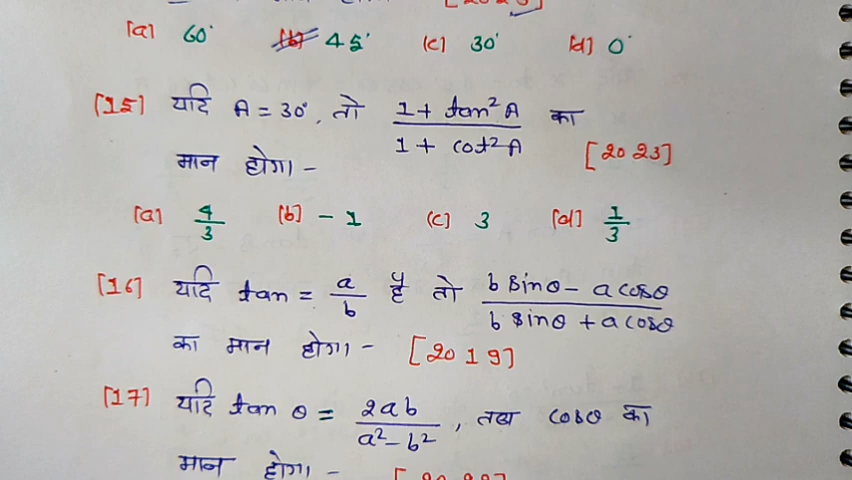 [2023]
[a] 60° [b] 45° [c] 30° [d] 0°
[15] यदि A = 30°, तो (1 + tan²A)/(1 + cot²A) का
मान होगा - [2023]
[a] 4/3 [b] -1 [c] 3 [d] 1/3
[16] यदि tan = a/b है तो (b sinθ - a cosθ)/(b sinθ + a cosθ)
का मान होगा - [2019]
[17] यदि tan θ = 2ab/(a² - b²), तब cosθ का
मान होगा -